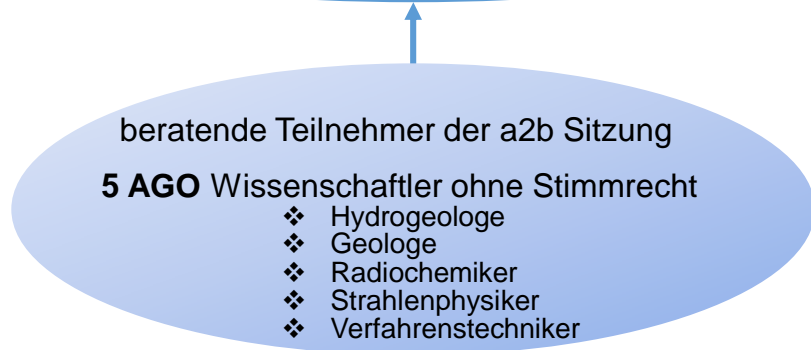 beratende Teilnehmer der a2b Sitzung
5 AGO Wissenschaftler ohne Stimmrecht
❖ Hydrogeologe
❖ Geologe
❖ Radiochemiker
❖ Strahlenphysiker
❖ Verfahrenstechniker